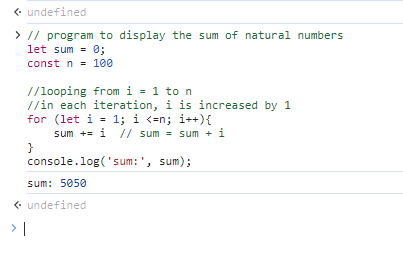 undefined
// program to display the sum of natural numbers
let sum = 0;
const n = 100
//looping from i = 1 to n
//in each iteration, i is increased by 1
for (let i = 1; i <=n; i++){
    sum += i  // sum = sum + i
}
console.log('sum:', sum);
sum: 5050
undefined